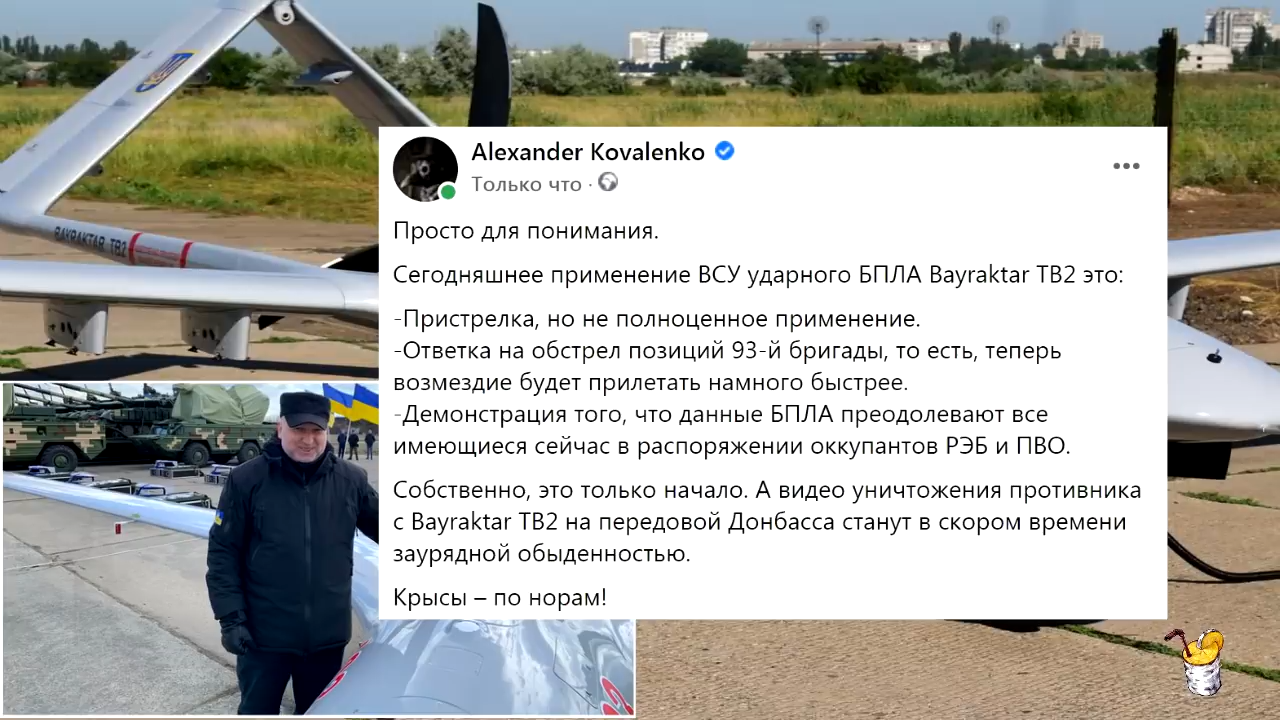 BAYRAKTAR TB2
Alexander Kovalenko
Только что ·
Просто для понимания.
Сегодняшнее применение ВСУ ударного БПЛА Bayraktar TB2 это:
-Пристрелка, но не полноценное применение.
-Ответка на обстрел позиций 93-й бригады, то есть, теперь
возмездие будет прилетать намного быстрее.
-Демонстрация того, что данные БПЛА преодолевают все
имеющиеся сейчас в распоряжении оккупантов РЭБ и ПВО.
Собственно, это только начало. А видео уничтожения противника
с Bayraktar TB2 на передовой Донбасса станут в скором времени
заурядной обыденностью.
Крысы – по норам!